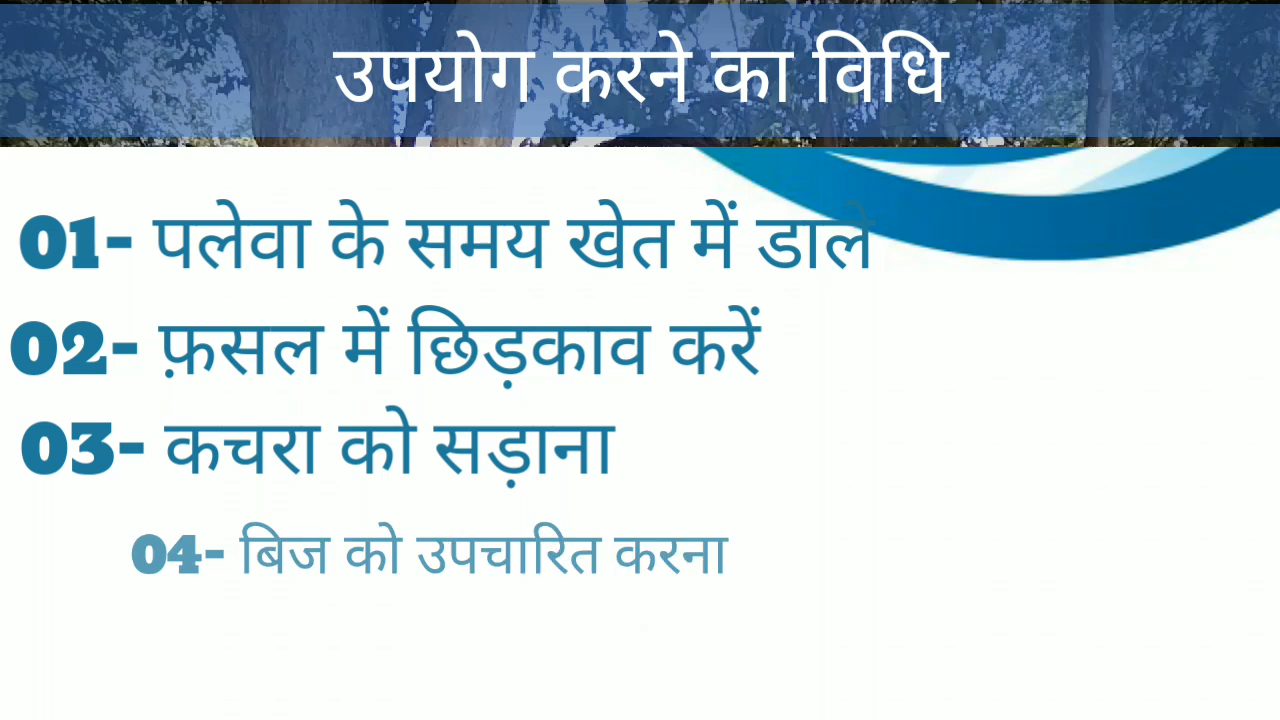 उपयोग करने का विधि
01- पलेवा के समय खेत में डाले
02- फ़सल में छिड़काव करें
03- कचरा को सड़ाना
04- बिज को उपचारित करना